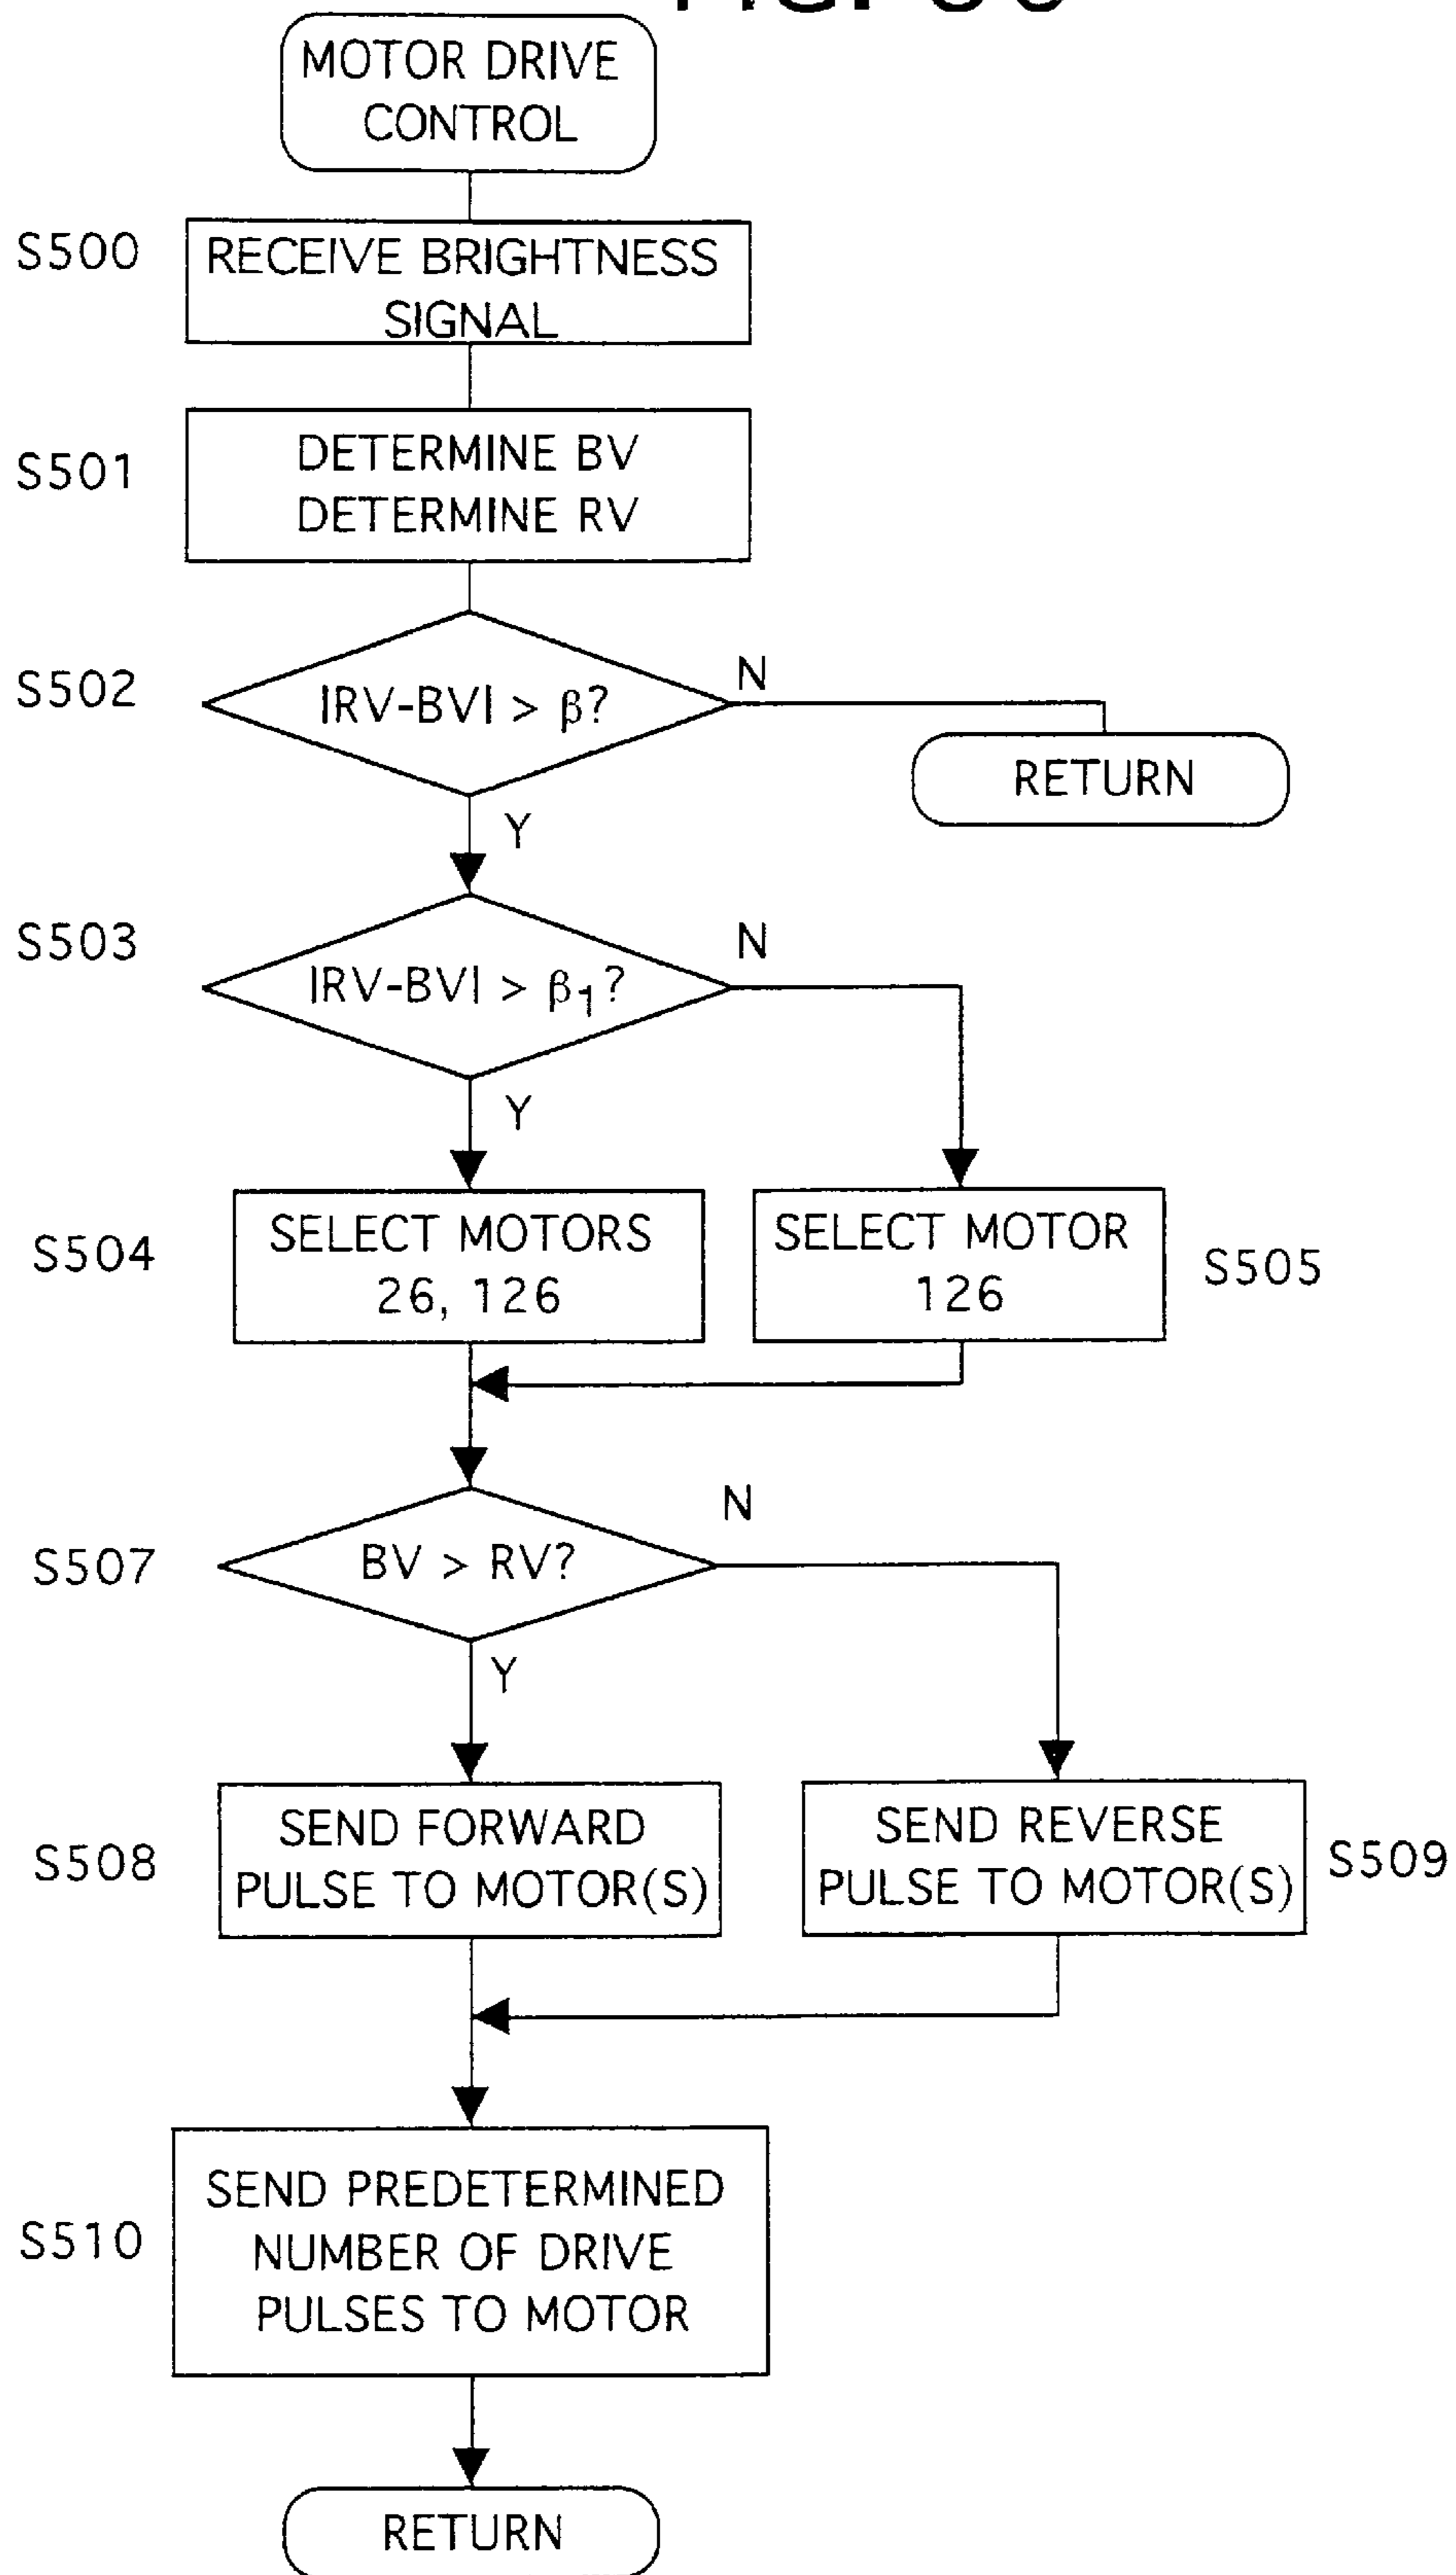 MOTOR DRIVE
CONTROL
S500
RECEIVE BRIGHTNESS
SIGNAL
S501
DETERMINE BV
DETERMINE RV
S502
|RV-BV| > β?
N
RETURN
Y
S503
|RV-BV| > β1?
N
Y
S504
SELECT MOTORS
26, 126
SELECT MOTOR
126
S505
S507
BV > RV?
N
Y
S508
SEND FORWARD
PULSE TO MOTOR(S)
SEND REVERSE
PULSE TO MOTOR(S)
S509
S510
SEND PREDETERMINED
NUMBER OF DRIVE
PULSES TO MOTOR
RETURN